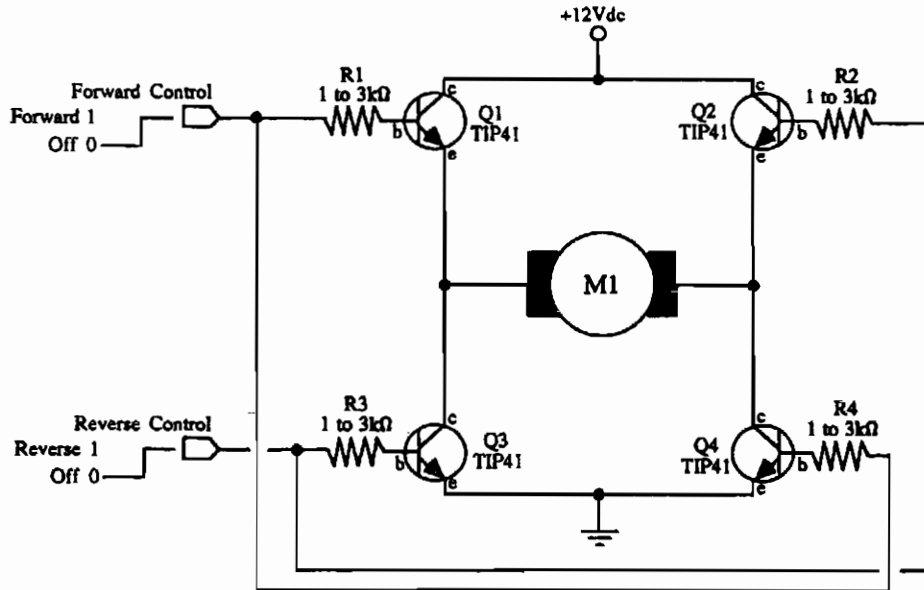 +12Vdc
Forward Control
Forward 1
Off 0
R1
1 to 3kΩ
b
c
e
Q1
TIP41
Q2
TIP41
c
b
e
R2
1 to 3kΩ
M1
Reverse Control
Reverse 1
Off 0
R3
1 to 3kΩ
b
c
e
Q3
TIP41
Q4
TIP41
c
b
e
R4
1 to 3kΩ